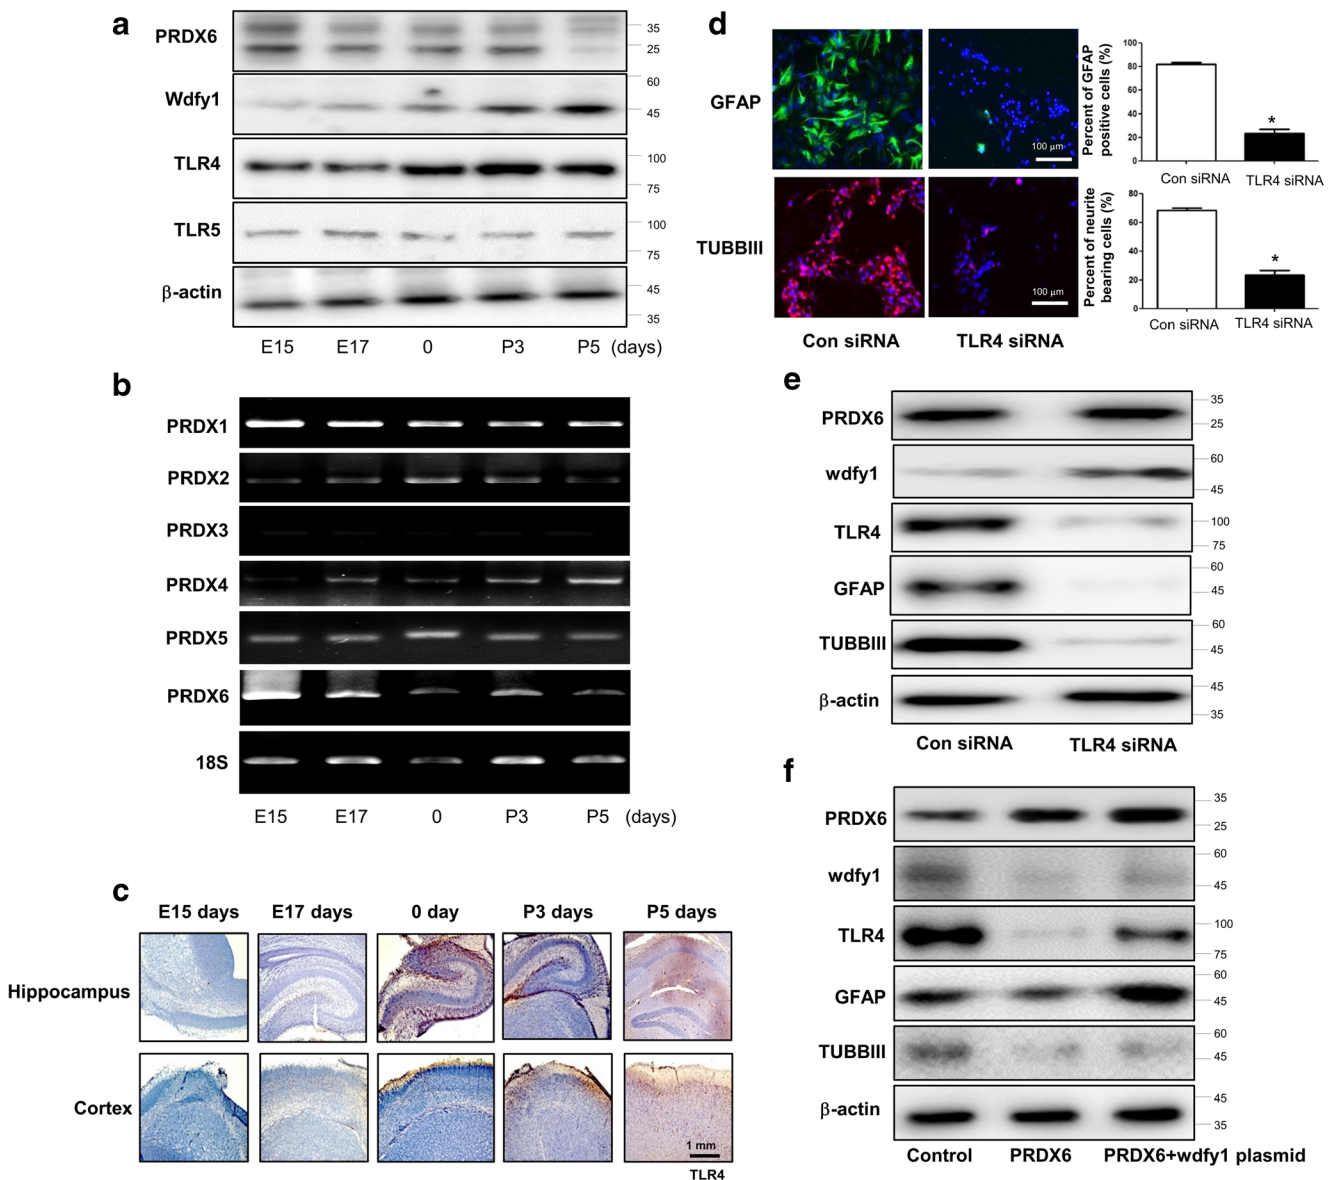 a
PRDX6
35
25
Wdfy1
60
45
TLR4
100
75
TLR5
100
75
β-actin
45
35
E15 E17 0 P3 P5 (days)
b
PRDX1
PRDX2
PRDX3
PRDX4
PRDX5
PRDX6
18S
E15 E17 0 P3 P5 (days)
c
E15 days E17 days 0 day P3 days P5 days
Hippocampus
Cortex
1 mm
TLR4
d
GFAP
100 µm
Percent of GFAP
positive cells (%)
100
80
60
40
20
0
*
Con siRNA TLR4 siRNA
TUBBIII
100 µm
Percent of neurite
bearing cells (%)
80
60
40
20
0
*
Con siRNA TLR4 siRNA
Con siRNA TLR4 siRNA
e
PRDX6
35
25
wdfy1
60
45
TLR4
100
75
GFAP
60
45
TUBBIII
60
45
β-actin
45
35
Con siRNA TLR4 siRNA
f
PRDX6
35
25
wdfy1
60
45
TLR4
100
75
GFAP
60
45
TUBBIII
60
45
β-actin
45
35
Control PRDX6 PRDX6+wdfy1 plasmid